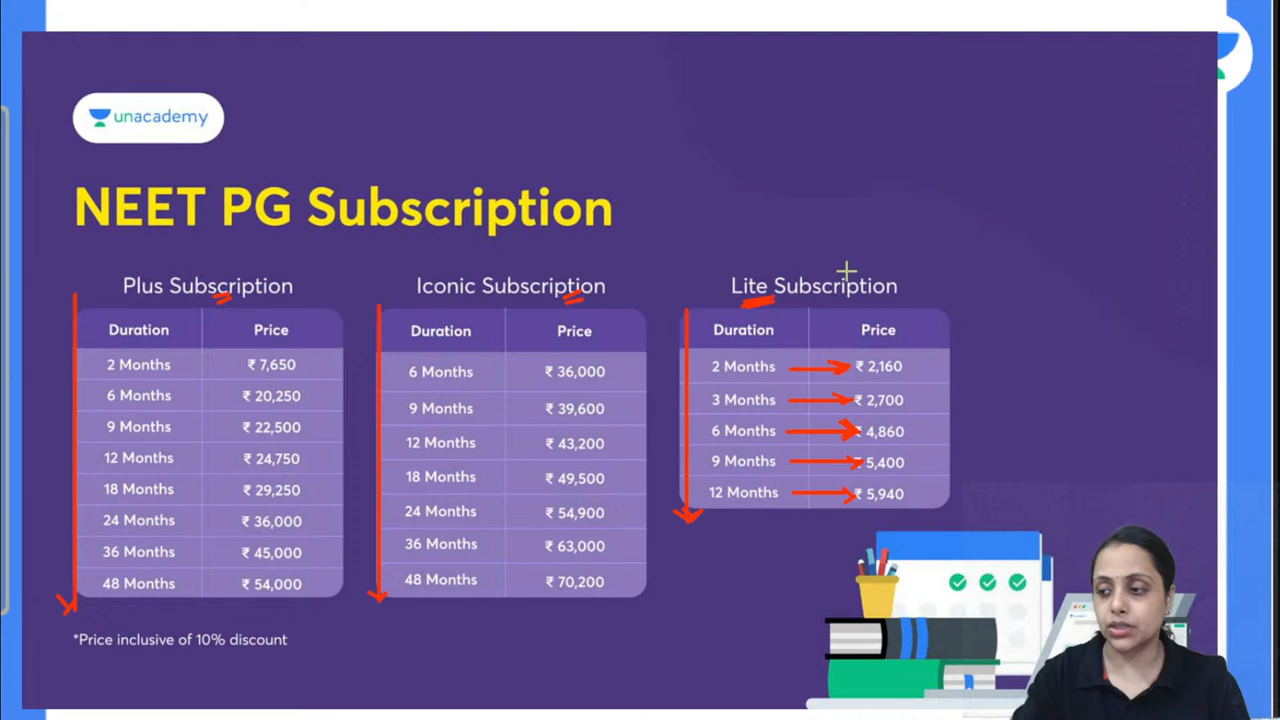 unacademy
NEET PG Subscription
Plus Subscription
Duration Price
2 Months ₹ 7,650
6 Months ₹ 20,250
9 Months ₹ 22,500
12 Months ₹ 24,750
18 Months ₹ 29,250
24 Months ₹ 36,000
36 Months ₹ 45,000
48 Months ₹ 54,000
Iconic Subscription
Duration Price
6 Months ₹ 36,000
9 Months ₹ 39,600
12 Months ₹ 43,200
18 Months ₹ 49,500
24 Months ₹ 54,900
36 Months ₹ 63,000
48 Months ₹ 70,200
Lite Subscription
Duration Price
2 Months ₹ 2,160
3 Months ₹ 2,700
6 Months ₹ 4,860
9 Months ₹ 5,400
12 Months ₹ 5,940
*Price inclusive of 10% discount